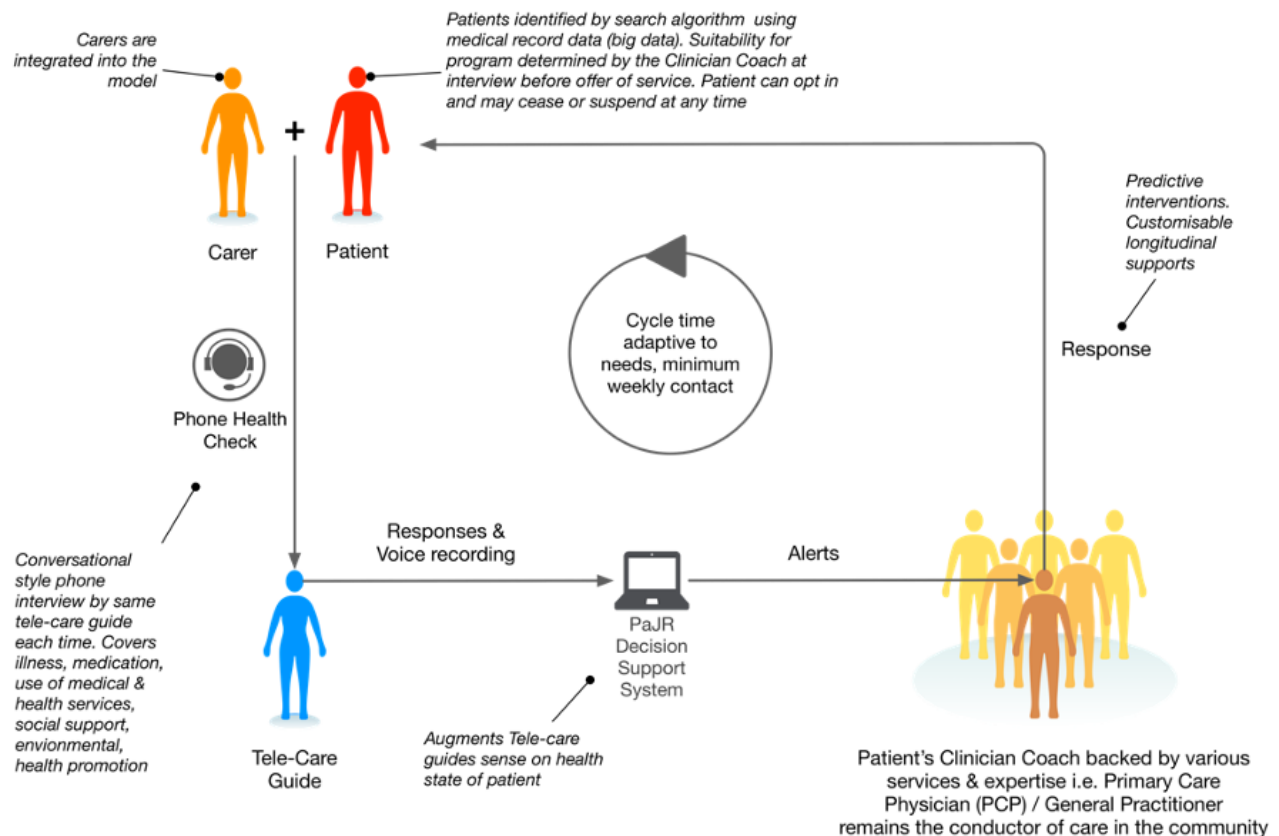 Carers are
integrated into the
model
Patients identified by search algorithm using
medical record data (big data). Suitability for
program determined by the Clinician Coach at
interview before offer of service. Patient can opt in
and may cease or suspend at any time
+
Carer
Patient
Predictive
interventions.
Customisable
longitudinal
supports
Cycle time
adaptive to
needs, minimum
weekly contact
Response
Phone Health
Check
Conversational
style phone
interview by same
tele-care guide
each time. Covers
illness, medication,
use of medical &
health services,
social support,
envionmental,
health promotion
Responses &
Voice recording
Alerts
PaJR
Decision
Support
System
Tele-Care
Guide
Augments Tele-care
guides sense on health
state of patient
Patient's Clinician Coach backed by various
services & expertise i.e. Primary Care
Physician (PCP) / General Practitioner
remains the conductor of care in the community